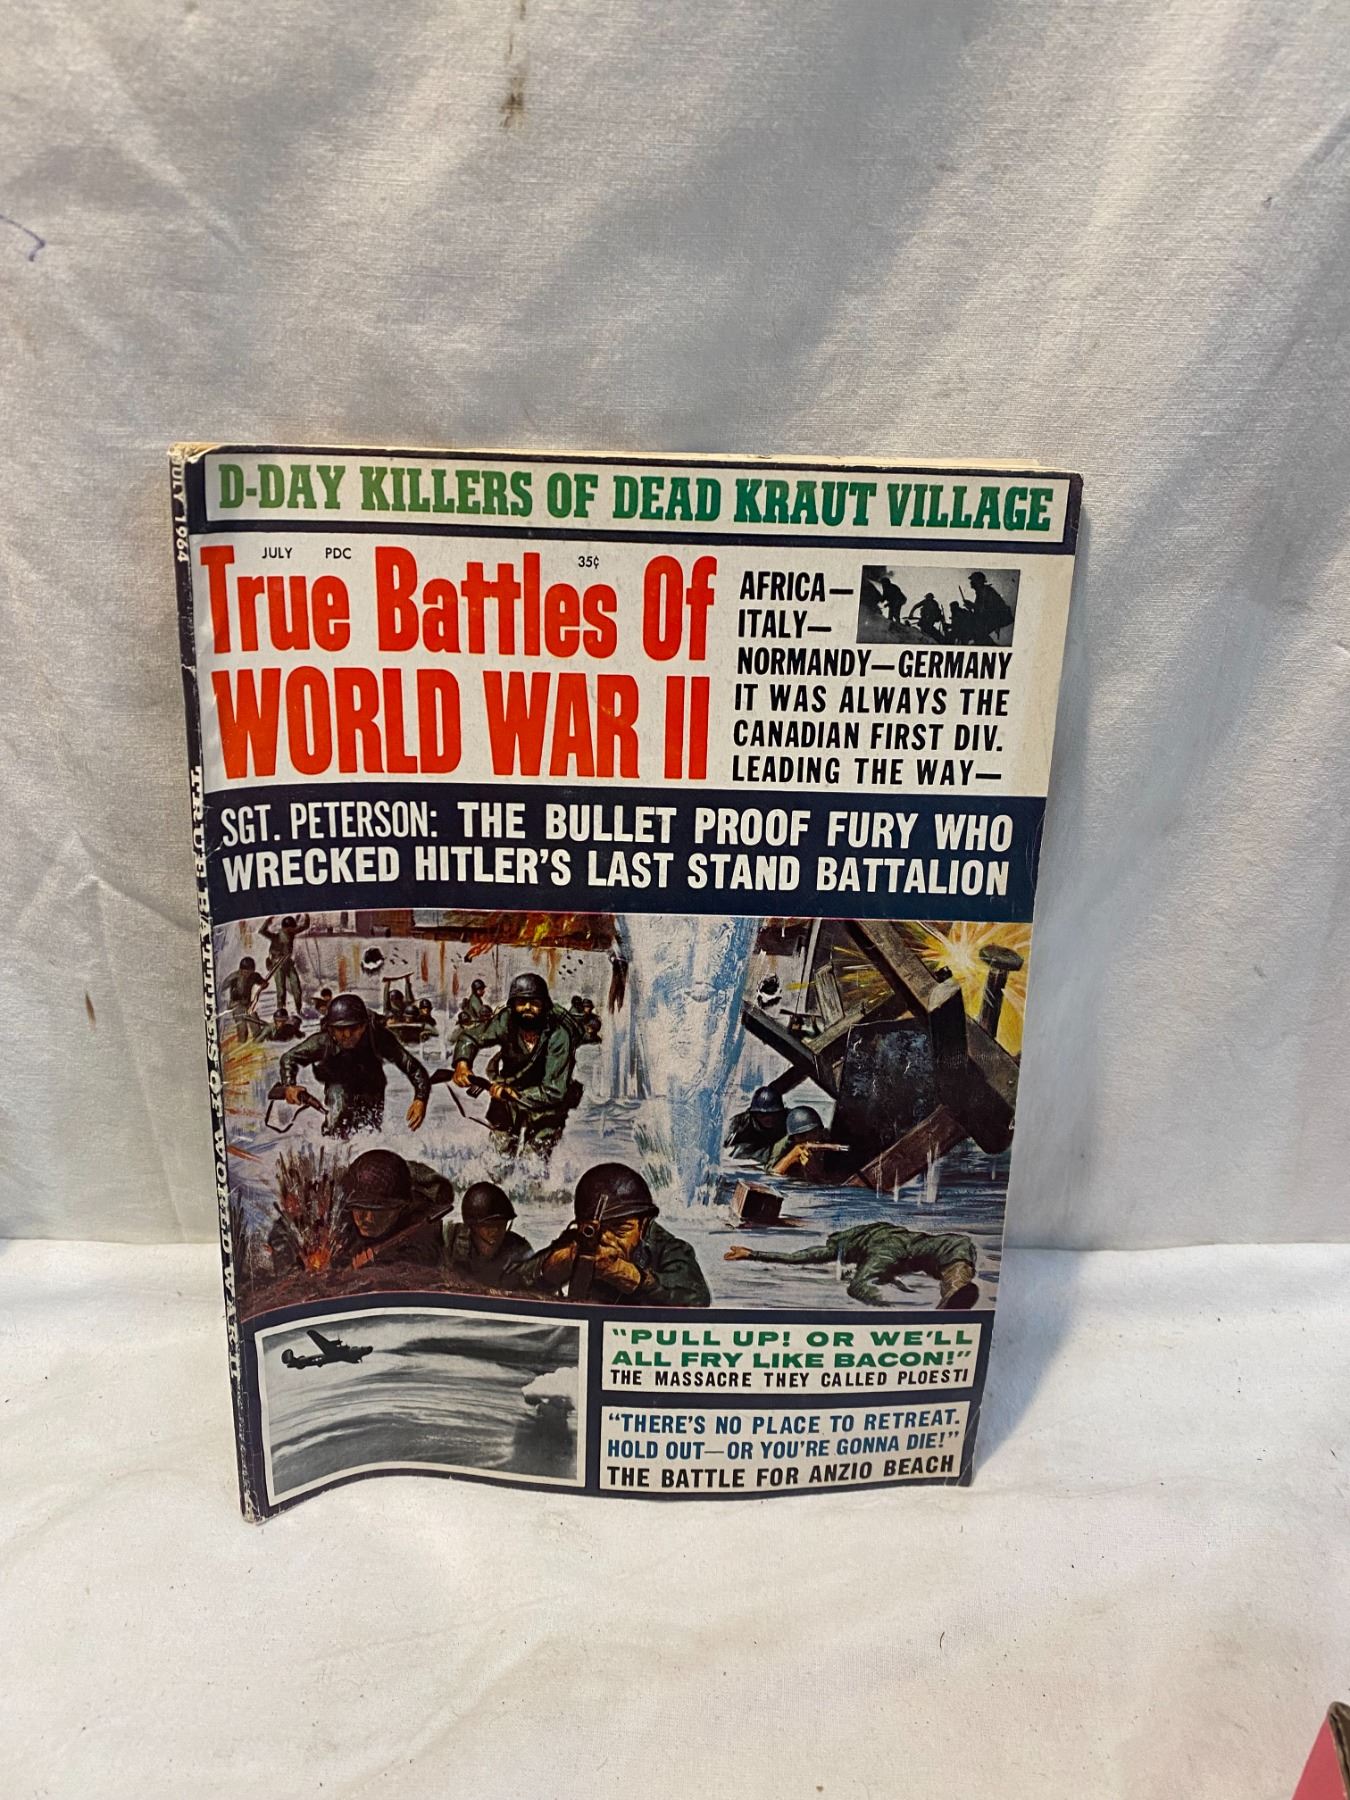 D-DAY KILLERS OF DEAD KRAUT VILLAGE
JULY PDC 35¢
True Battles Of
WORLD WAR II
AFRICA—
ITALY—
NORMANDY—GERMANY
IT WAS ALWAYS THE
CANADIAN FIRST DIV.
LEADING THE WAY—
SGT. PETERSON: THE BULLET PROOF FURY WHO
WRECKED HITLER'S LAST STAND BATTALION
"PULL UP! OR WE'LL
ALL FRY LIKE BACON!"
THE MASSACRE THEY CALLED PLOESTI
"THERE'S NO PLACE TO RETREAT.
HOLD OUT—OR YOU'RE GONNA DIE!"
THE BATTLE FOR ANZIO BEACH
JULY 1964
TRUE BATTLES OF WORLD WAR II